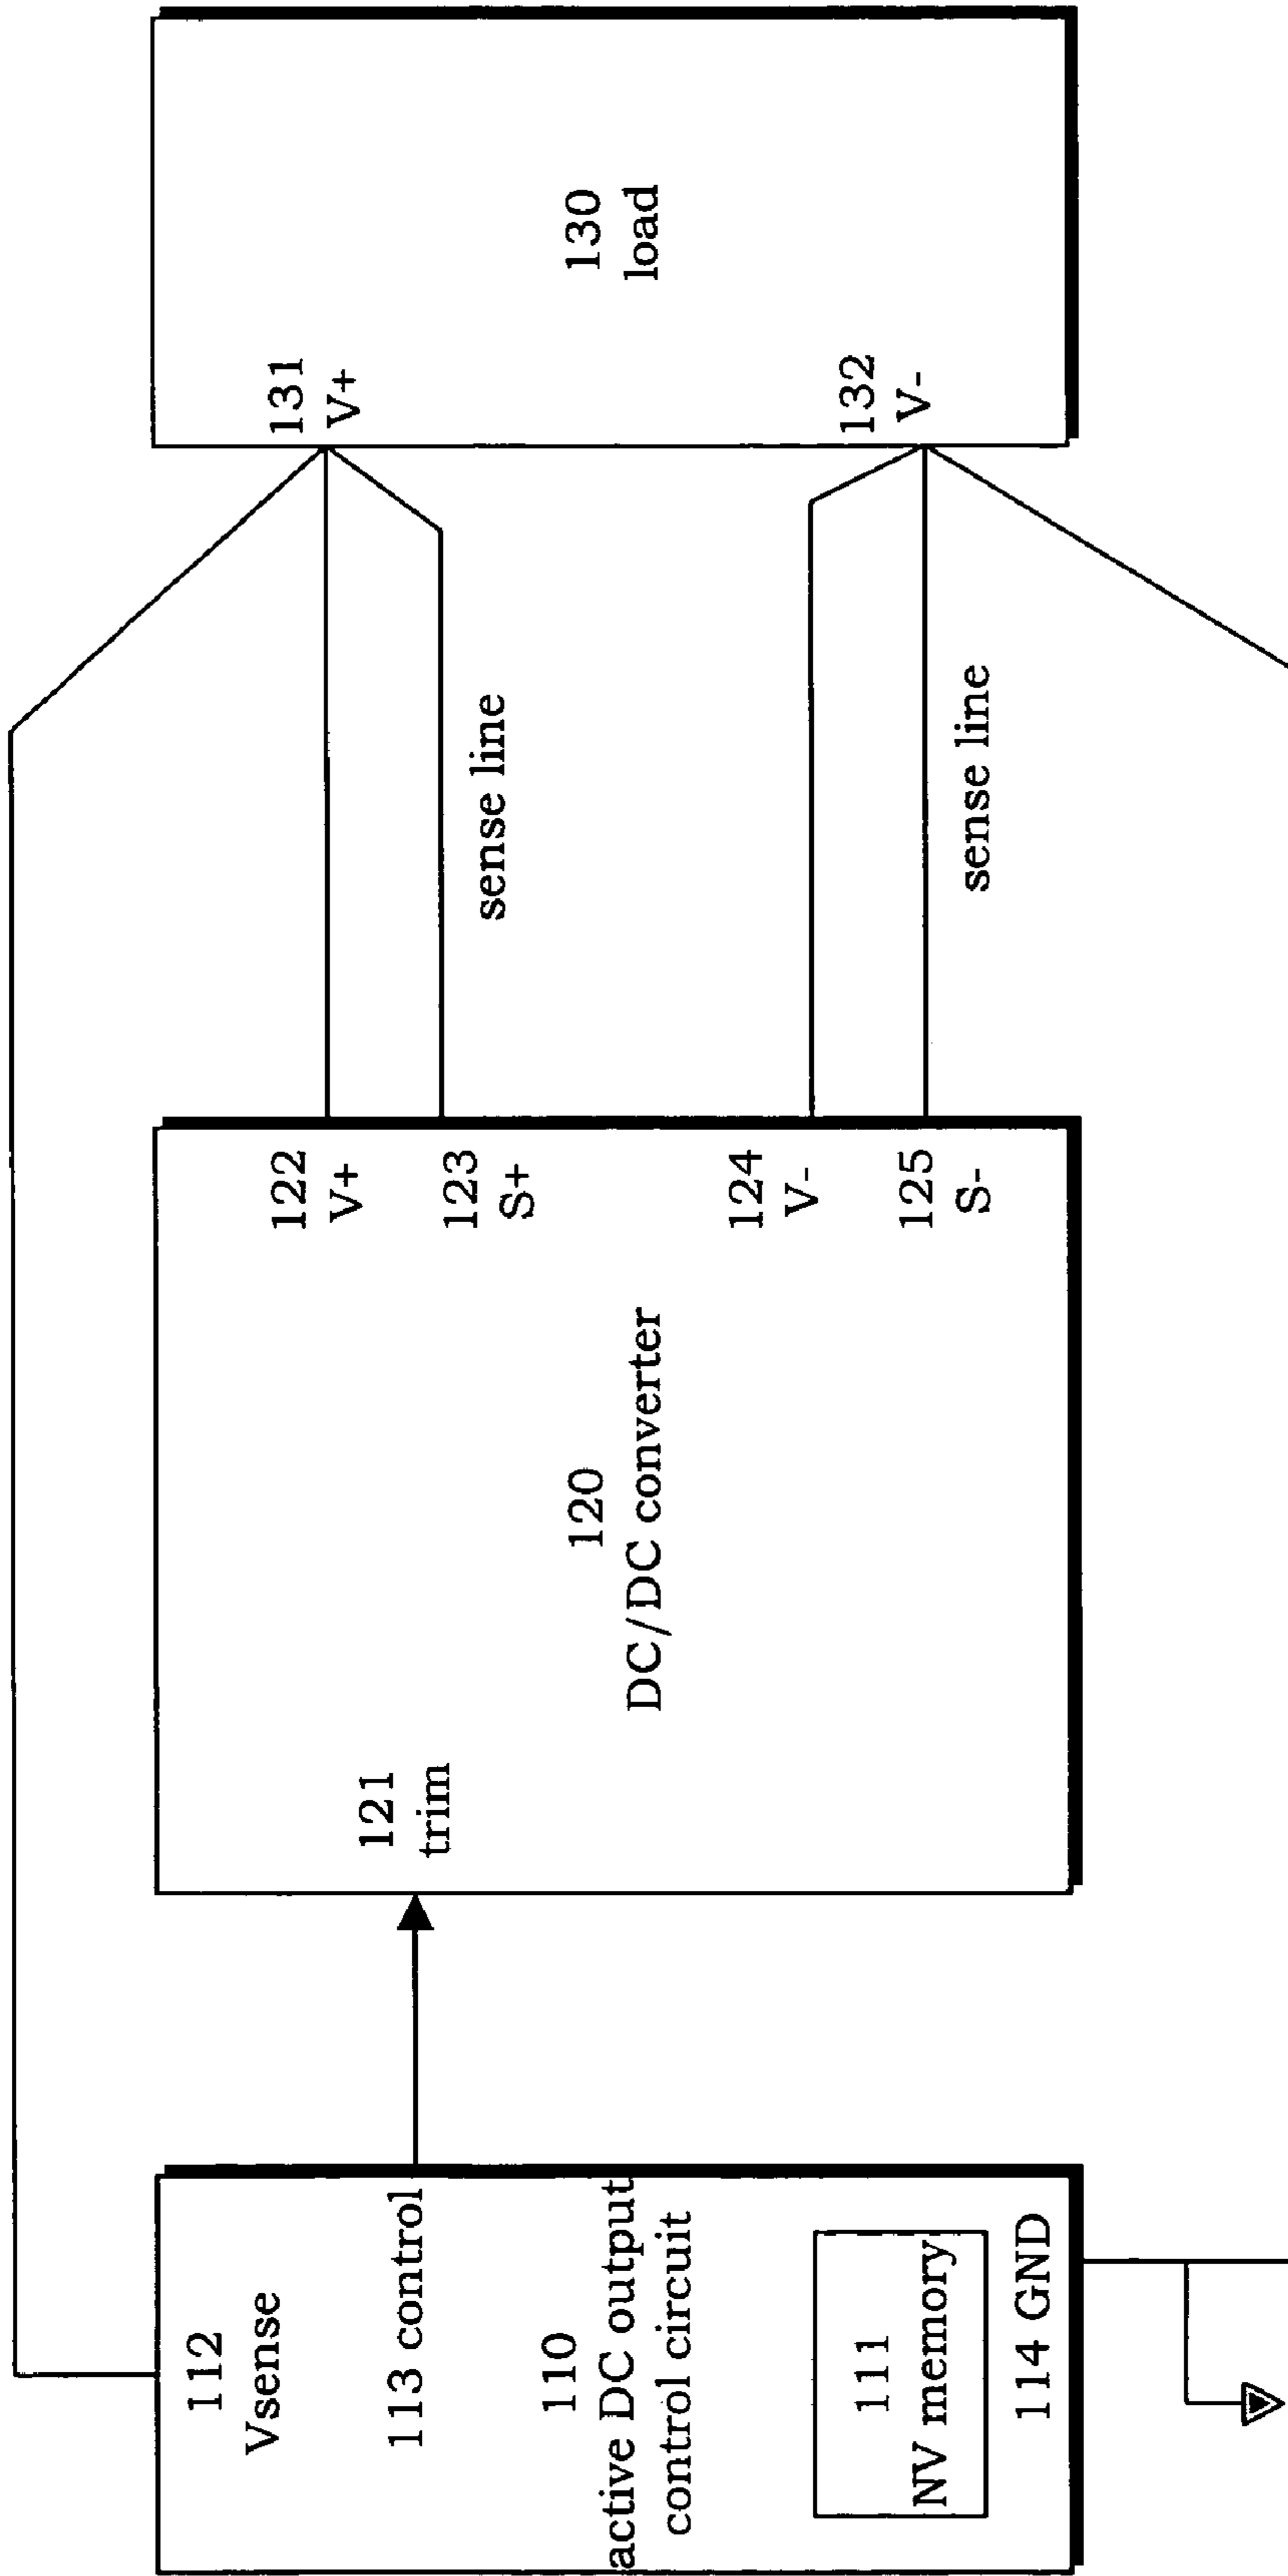 112
Vsense
113 control
110
active DC output
control circuit
111
NV memory
114 GND
121
trim
120
DC/DC converter
122
V+
123
S+
124
V-
125
S-
sense line
sense line
131
V+
132
V-
130
load